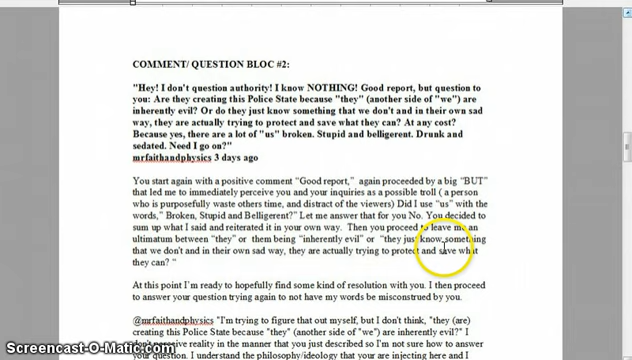 COMMENT/ QUESTION BLOC #2:
"Hey! I don't question authority! I know NOTHING! Good report, but question to
you: Are they creating this Police State because "they" (another side of "we") are
inherently evil? Or do they just know something that we don't and in their own sad
way, they are actually trying to protect and save what they can? At any cost?
Because yes, there are a lot of "us" broken. Stupid and belligerent. Drunk and
sedated. Need I go on?"
mrfaithandphysics 3 days ago
You start again with a positive comment "Good report," again proceeded by a big "BUT"
that led me to immediately perceive you and your inquiries as a possible troll ( a person
who is purposefully waste others time, and distract of the viewers) Did I use "us" with the
words," Broken, Stupid and Belligerent?" Let me answer that for you No. You decided to
sum up what I said and reiterated it in your own way. Then you proceed to leave me an
ultimatum between "they" or them being "inherently evil" or "they just know something
that we don't and in their own sad way, they are actually trying to protect and save what
they can? "
At this point I'm ready to hopefully find some kind of resolution with you. I then proceed
to answer your question trying again to not have my words be misconstrued by you.
@mrfaithandphysics "I'm trying to figure that out myself, but I don't think, "they (are)
creating this Police State because "they" (another side of "we") are inherently evil?" I
don't perceive reality in the manner that you just described so I'm not sure how to answer
your question. I understand the philosophy/ideology that your are injecting here and I
Screencast-O-Matic.com